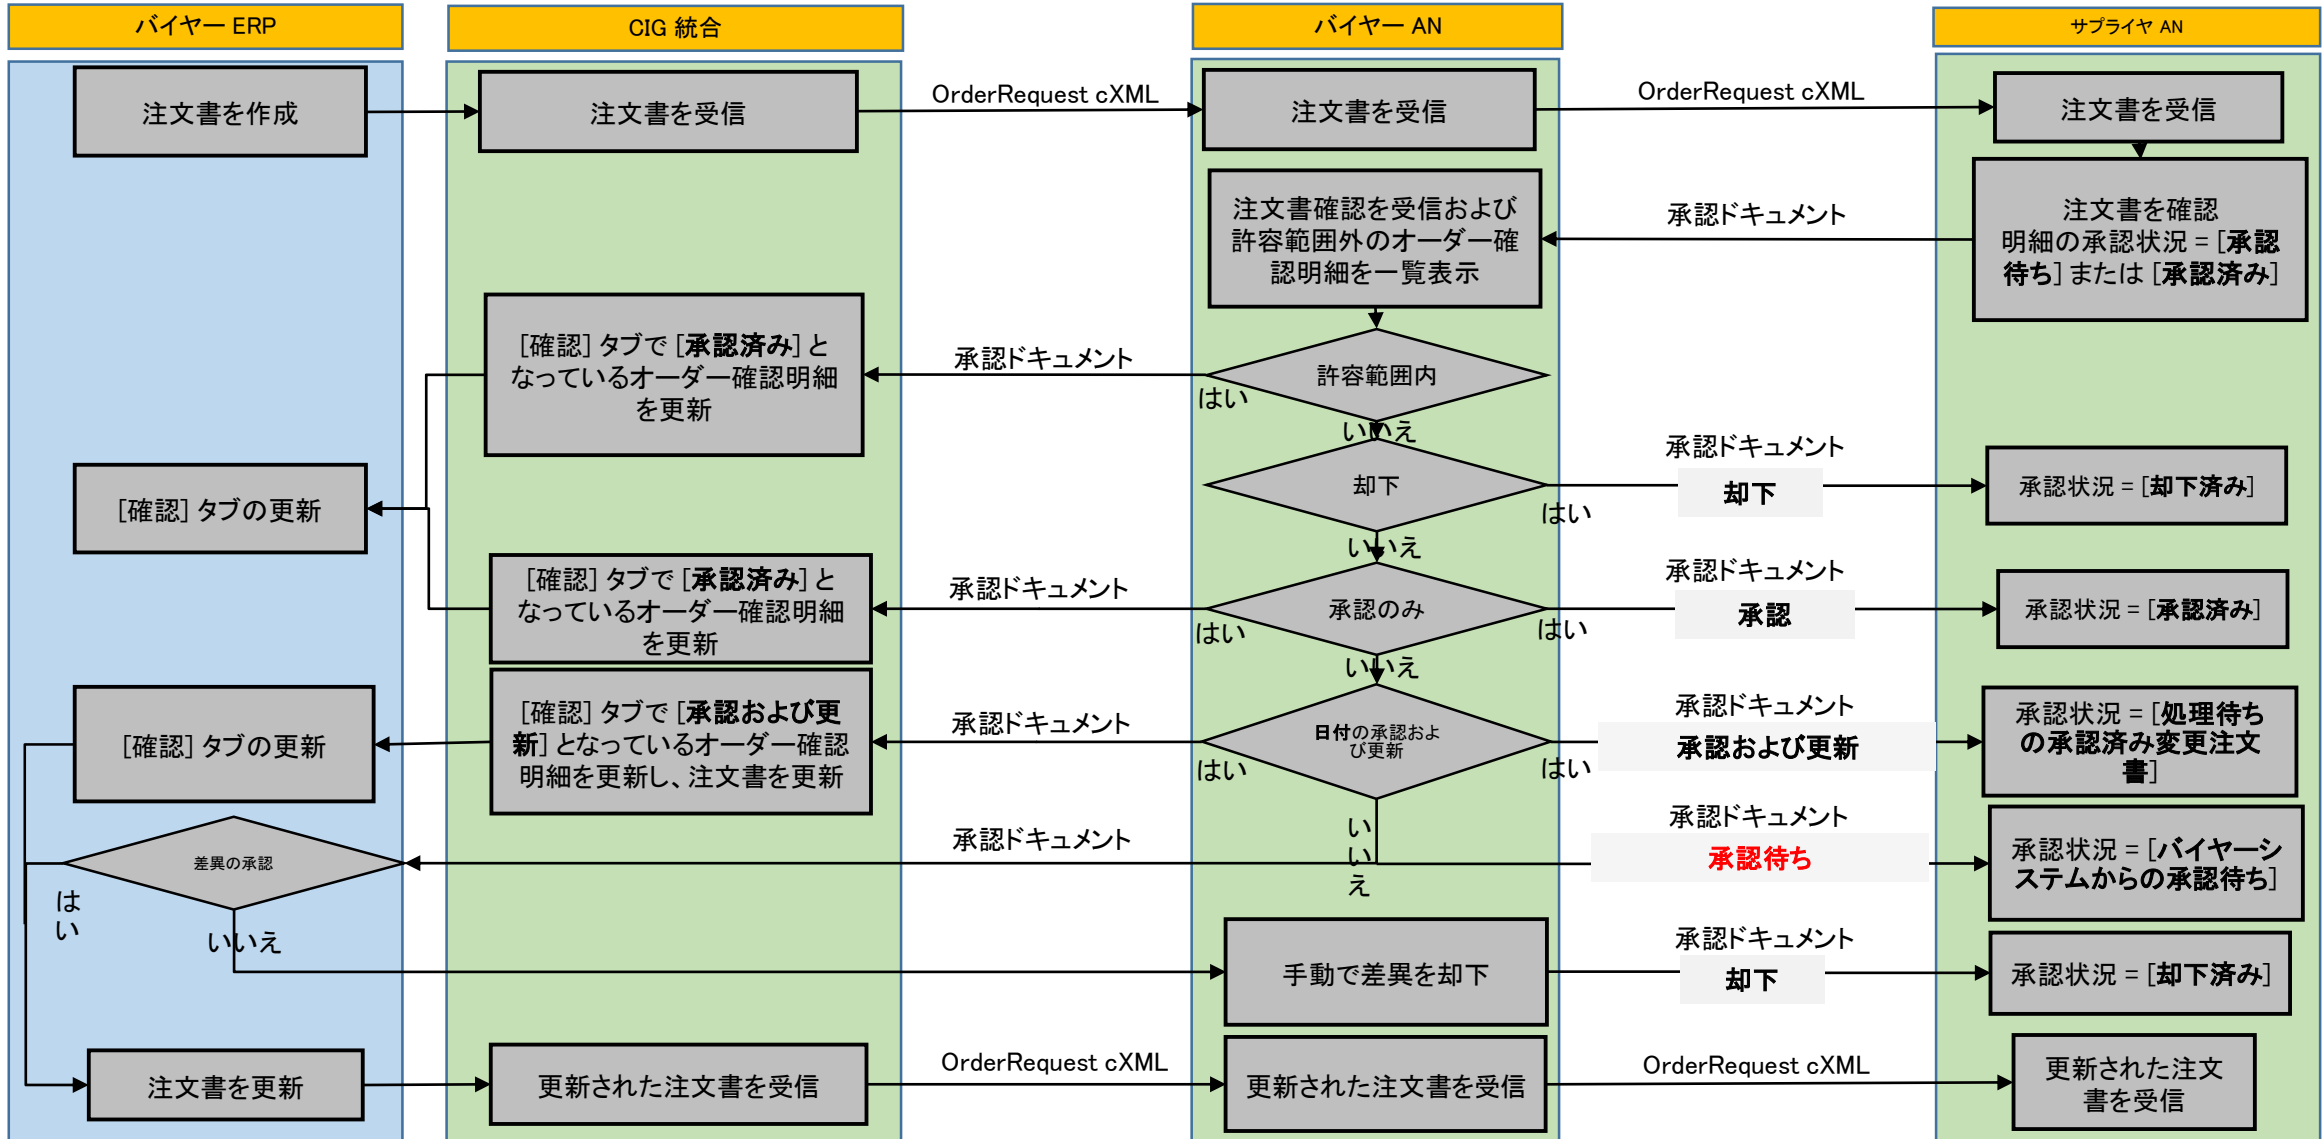 バイヤー ERP
CIG 統合
バイヤー AN
サプライヤ AN
注文書を作成
注文書を受信
OrderRequest cXML
注文書を受信
OrderRequest cXML
注文書を受信
注文書確認を受信および
許容範囲外のオーダー確
認明細を一覧表示
承認ドキュメント
注文書を確認
明細の承認状況 = [承認
待ち] または [承認済み]
[確認] タブで [承認済み] と
なっているオーダー確認明細
を更新
承認ドキュメント
許容範囲内
はい
いいえ
[確認] タブの更新
却下
承認ドキュメント
却下
はい
いいえ
承認状況 = [却下済み]
[確認] タブで [承認済み] と
なっているオーダー確認明細
を更新
承認ドキュメント
はい
承認のみ
はい
いいえ
承認ドキュメント
承認
承認状況 = [承認済み]
[確認] タブの更新
[確認] タブで [承認および更
新] となっているオーダー確認
明細を更新し、注文書を更新
承認ドキュメント
はい
日付の承認およ
び更新
はい
いいえ
承認ドキュメント
承認および更新
承認状況 = [処理待ち
の承認済み変更注文
書]
差異の承認
はい
いいえ
承認ドキュメント
承認ドキュメント
承認待ち
承認状況 = [バイヤーシ
ステムからの承認待ち]
手動で差異を却下
承認ドキュメント
却下
承認状況 = [却下済み]
注文書を更新
更新された注文書を受信
OrderRequest cXML
更新された注文書を受信
OrderRequest cXML
更新された注文
書を受信